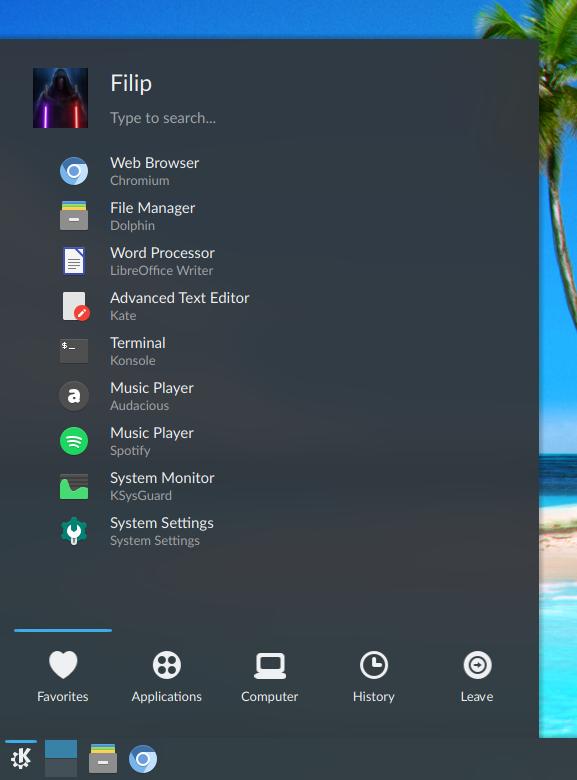 Filip
Type to search...
Web Browser
Chromium
File Manager
Dolphin
Word Processor
LibreOffice Writer
Advanced Text Editor
Kate
$_
Terminal
Konsole
a
Music Player
Audacious
Music Player
Spotify
System Monitor
KSysGuard
System Settings
System Settings
Favorites Applications Computer History Leave
K